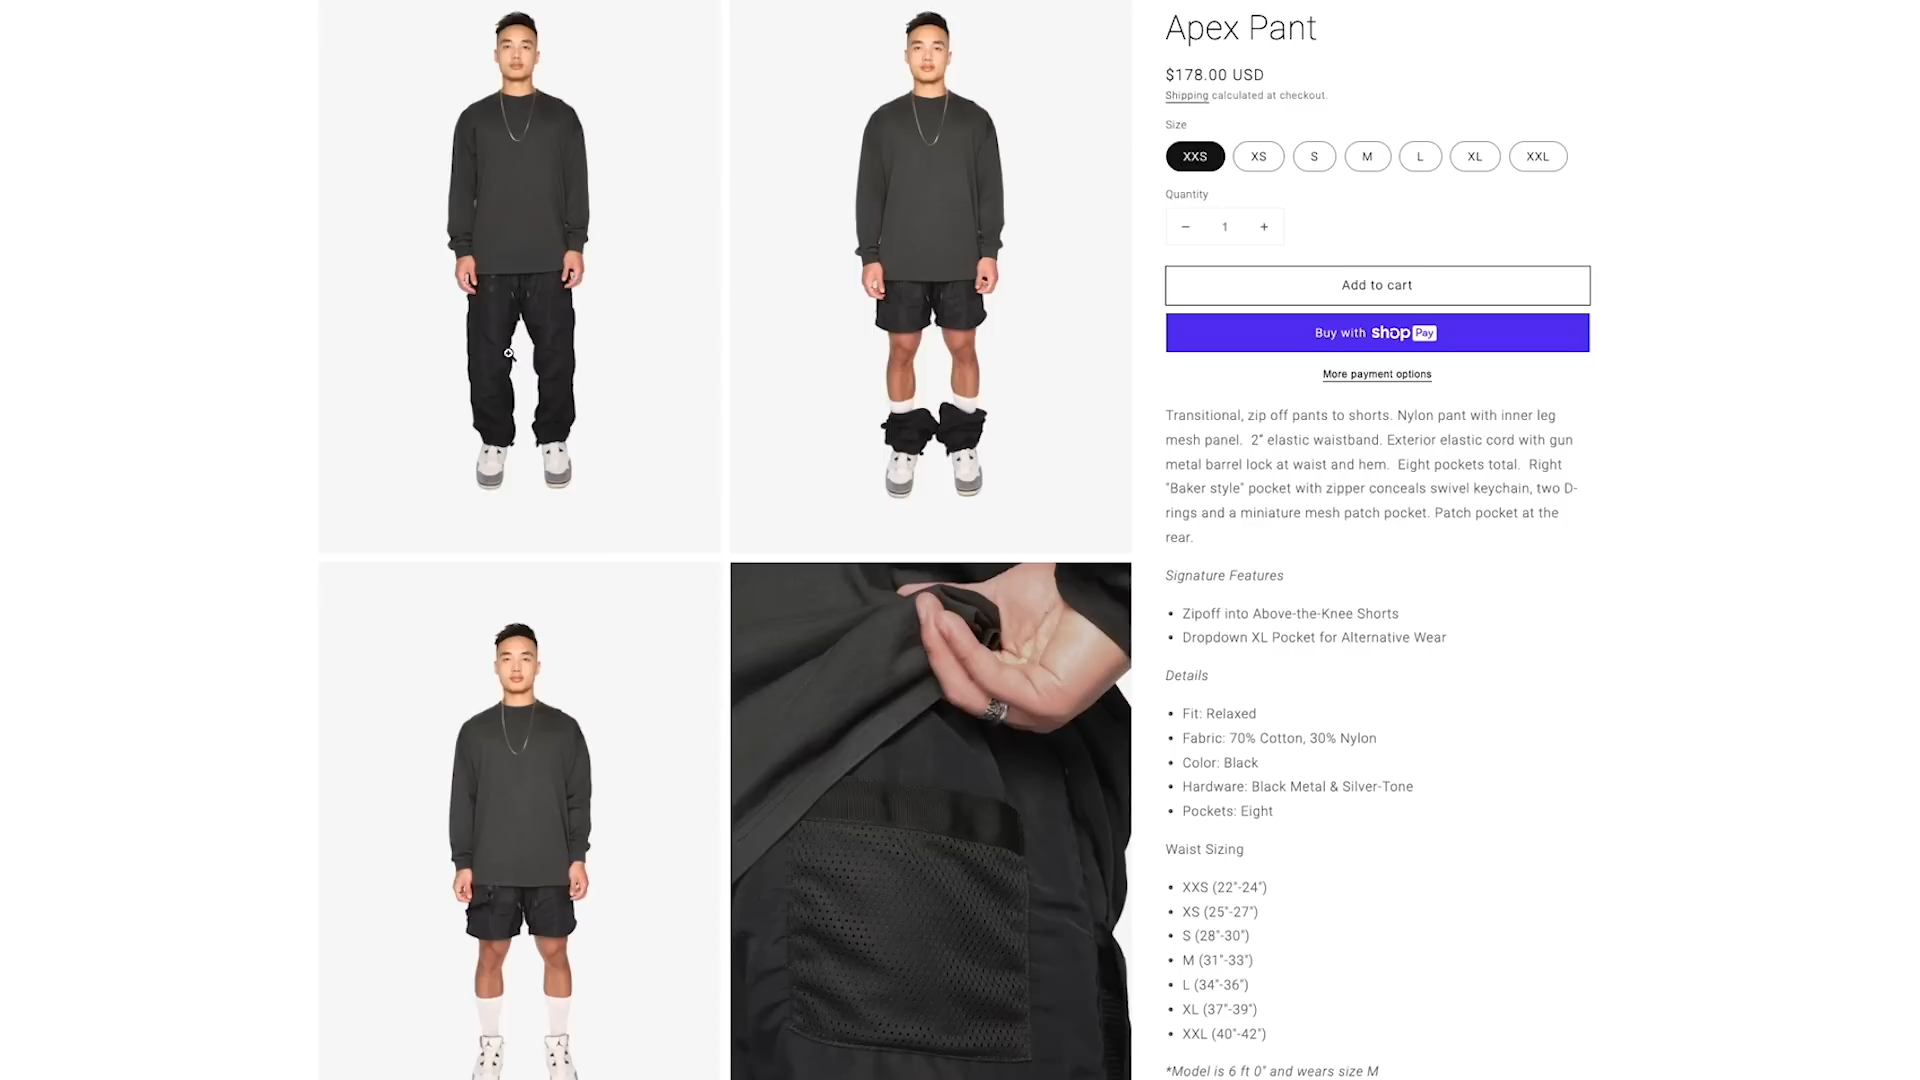 Apex Pant
$178.00 USD
Shipping calculated at checkout.
Size
XXS XS S M L XL XXL
Quantity
− 1 +
Add to cart
Buy with shop Pay
More payment options
Transitional, zip off pants to shorts. Nylon pant with inner leg
mesh panel. 2" elastic waistband. Exterior elastic cord with gun
metal barrel lock at waist and hem. Eight pockets total. Right
"Baker style" pocket with zipper conceals swivel keychain, two D-
rings and a miniature mesh patch pocket. Patch pocket at the
rear.
Signature Features
• Zipoff into Above-the-Knee Shorts
• Dropdown XL Pocket for Alternative Wear
Details
• Fit: Relaxed
• Fabric: 70% Cotton, 30% Nylon
• Color: Black
• Hardware: Black Metal & Silver-Tone
• Pockets: Eight
Waist Sizing
• XXS (22"-24")
• XS (25"-27")
• S (28"-30")
• M (31"-33")
• L (34"-36")
• XL (37"-39")
• XXL (40"-42")
*Model is 6 ft 0" and wears size M